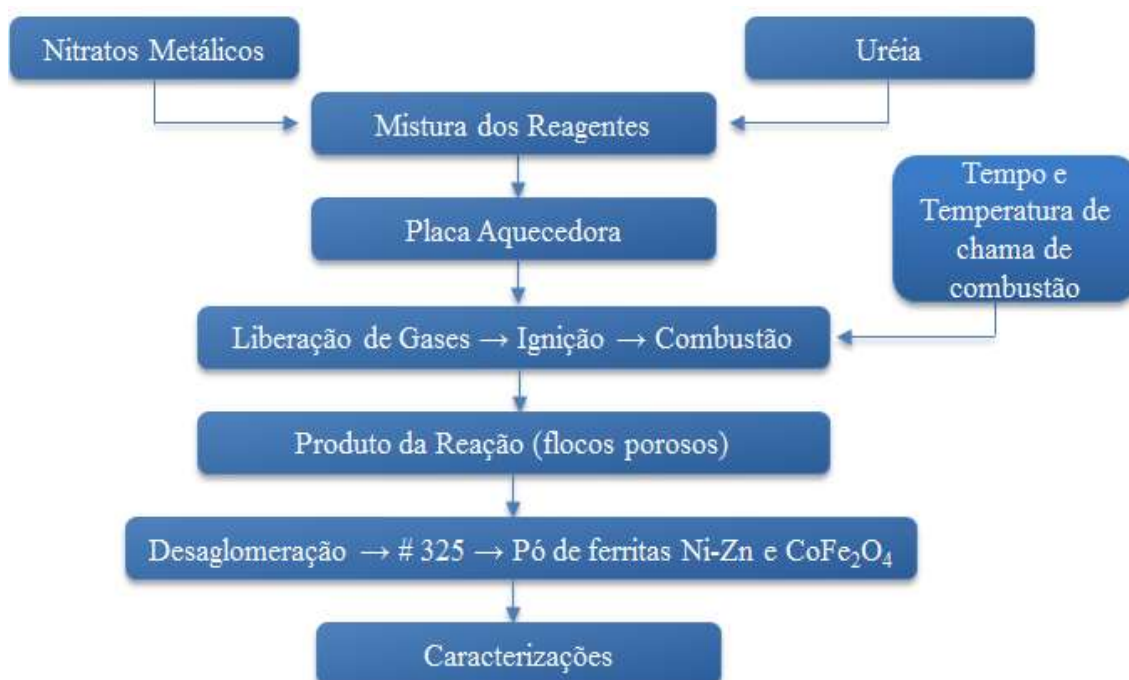 Nitratos Metálicos
Uréia
Mistura dos Reagentes
Placa Aquecedora
Tempo e
Temperatura de
chama de
combustão
Liberação de Gases → Ignição → Combustão
Produto da Reação (flocos porosos)
Desaglomeração → # 325 → Pó de ferritas Ni-Zn e CoFe₂O₄
Caracterizações